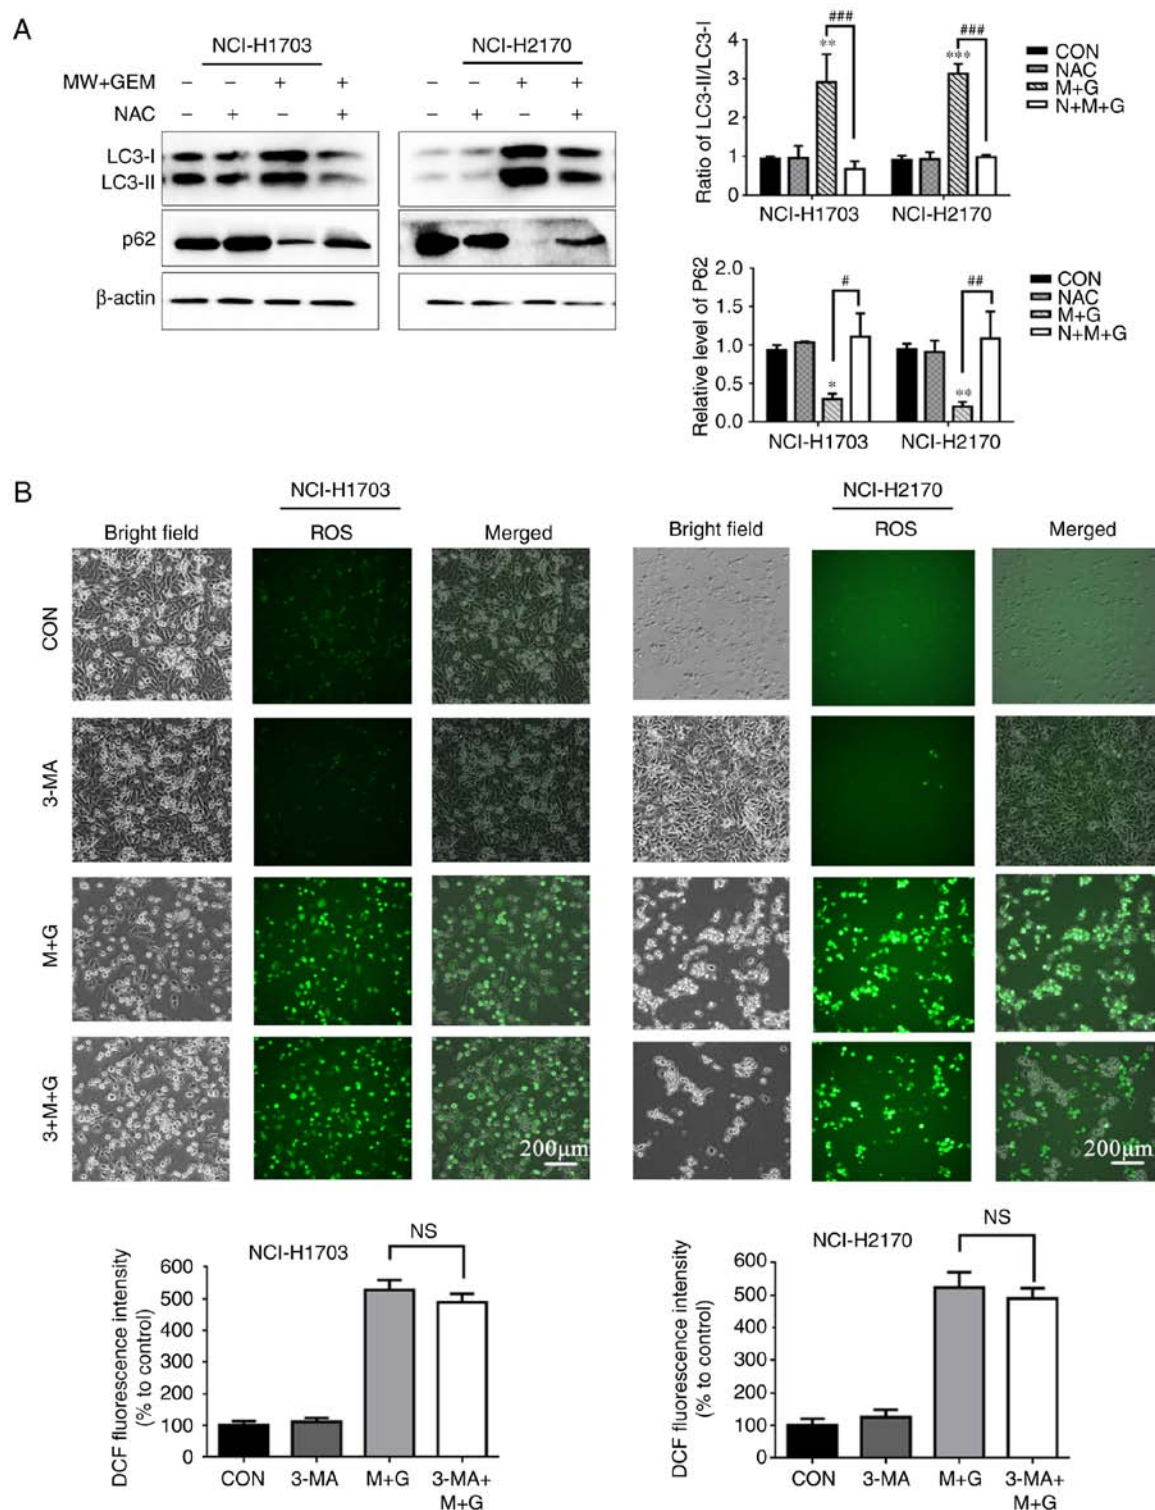 A
NCI-H1703
NCI-H2170
MW+GEM – – + + – – + +
NAC – + – + – + – +
LC3-I
LC3-II
p62
β-actin
Ratio of LC3-II/LC3-I
4
3
2
1
0
** ### *** ###
NCI-H1703 NCI-H2170
CON
NAC
M+G
N+M+G
Relative level of P62
2.0
1.5
1.0
0.5
0.0
* # ** ##
NCI-H1703 NCI-H2170
CON
NAC
M+G
N+M+G
B
NCI-H1703
Bright field ROS Merged
NCI-H2170
Bright field ROS Merged
CON
3-MA
M+G
3+M+G
200μm
200μm
NCI-H1703
NS
DCF fluorescence intensity
(% to control)
600
500
400
300
200
100
0
CON 3-MA M+G 3-MA+
M+G
NCI-H2170
NS
DCF fluorescence intensity
(% to control)
600
500
400
300
200
100
0
CON 3-MA M+G 3-MA+
M+G